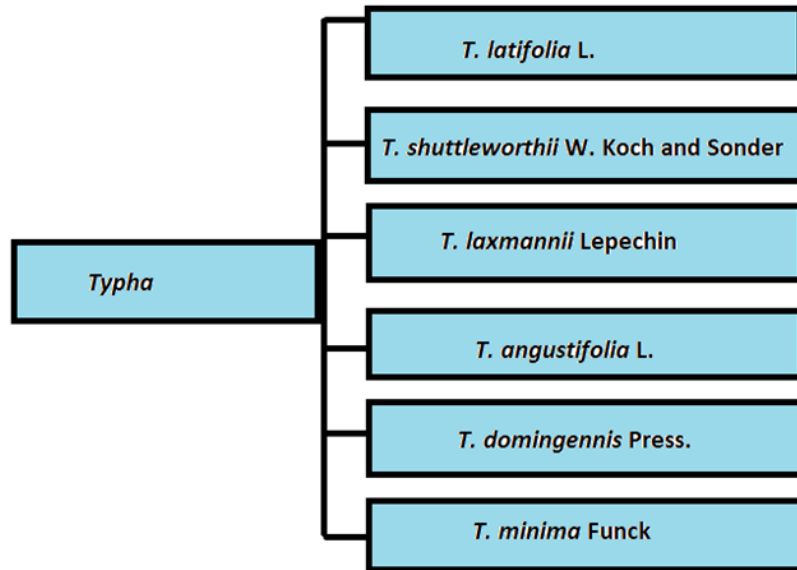 T. latifolia L.
T. shuttleworthii W. Koch and Sonder
T. laxmannii Lepechin
Typha
T. angustifolia L.
T. domingennis Press.
T. minima Funck